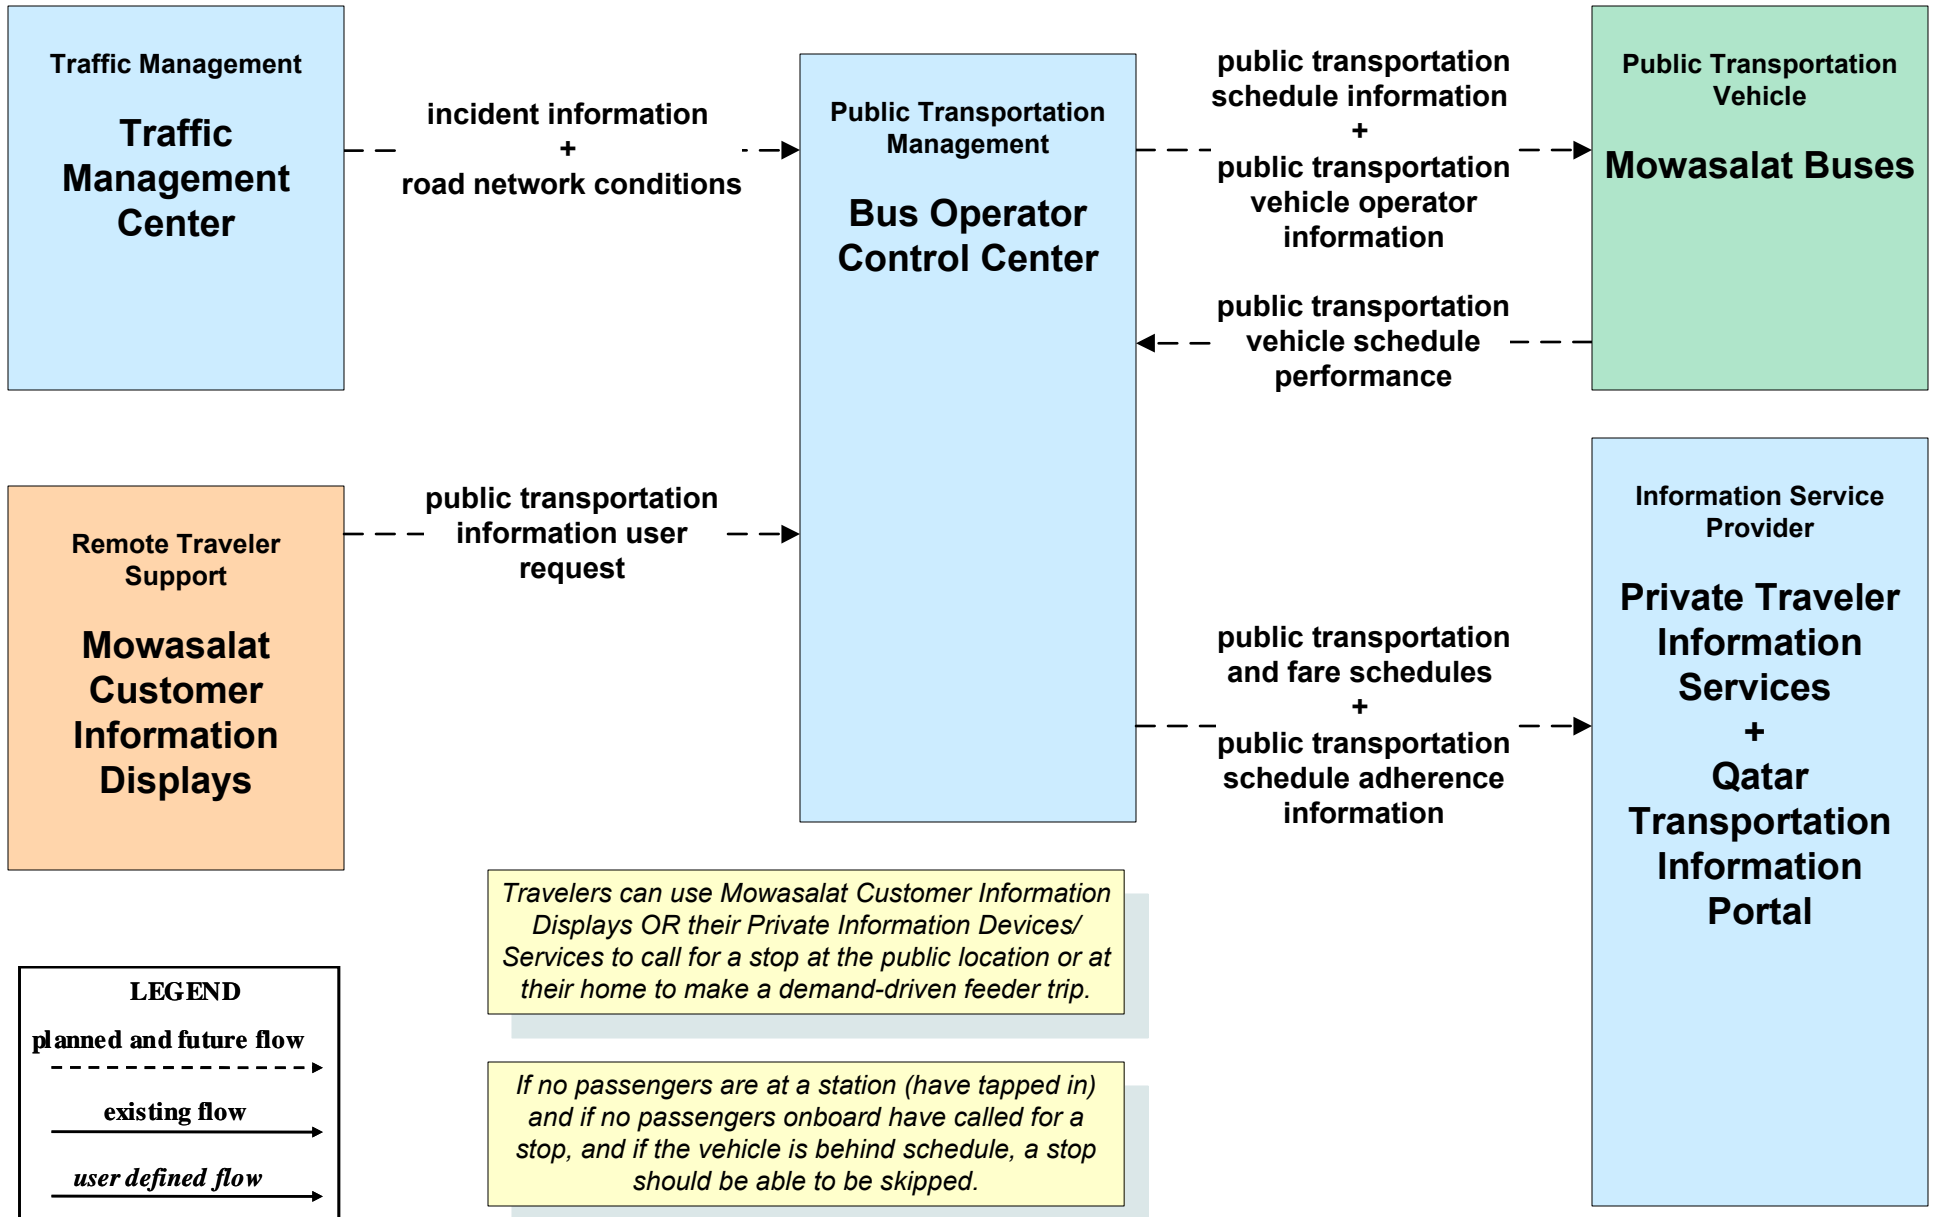 Traffic Management
Traffic
Management
Center
incident information
+
road network conditions
Public Transportation
Management
Bus Operator
Control Center
public transportation
schedule information
+
public transportation
vehicle operator
information
Public Transportation
Vehicle
Mowasalat Buses
public transportation
vehicle schedule
performance
Remote Traveler
Support
Mowasalat
Customer
Information
Displays
public transportation
information user
request
public transportation
and fare schedules
+
public transportation
schedule adherence
information
Information Service
Provider
Private Traveler
Information
Services
+
Qatar
Transportation
Information
Portal
Travelers can use Mowasalat Customer Information
Displays OR their Private Information Devices/
Services to call for a stop at the public location or at
their home to make a demand-driven feeder trip.
If no passengers are at a station (have tapped in)
and if no passengers onboard have called for a
stop, and if the vehicle is behind schedule, a stop
should be able to be skipped.
LEGEND
planned and future flow
existing flow
user defined flow